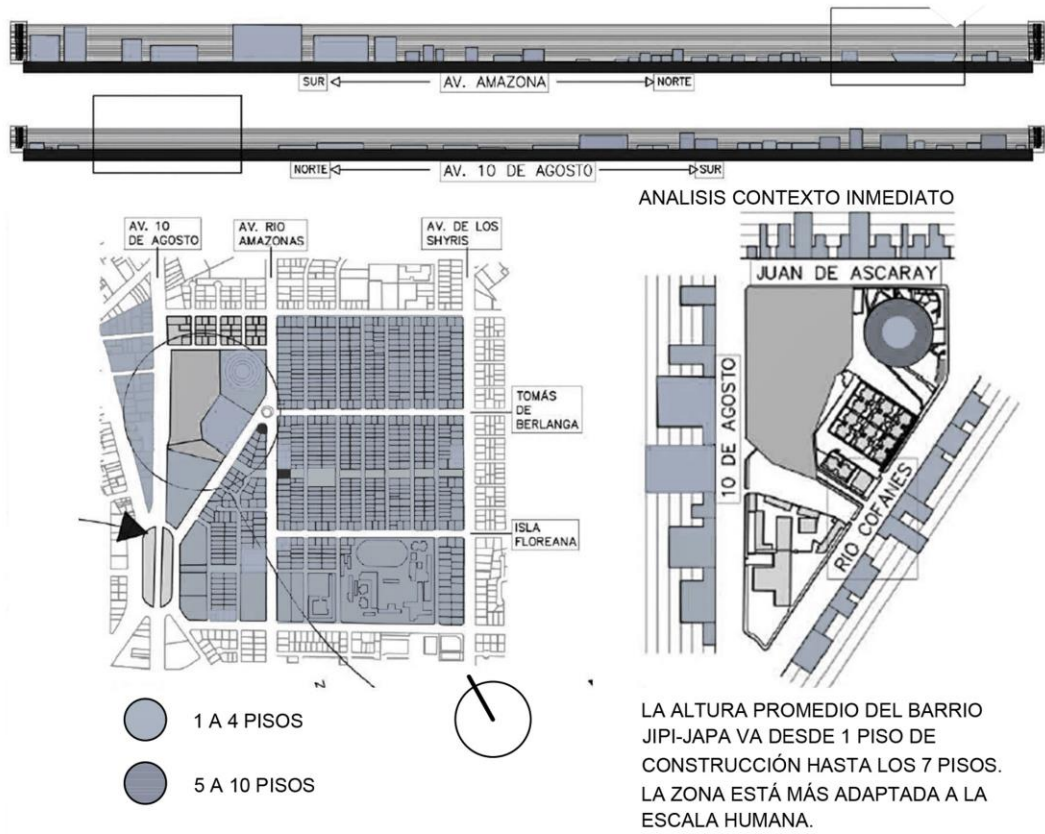 SUR
AV. AMAZONA
NORTE
NORTE
AV. 10 DE AGOSTO
SUR
ANALISIS CONTEXTO INMEDIATO
AV. 10
DE AGOSTO
AV. RIO
AMAZONAS
AV. DE LOS
SHYRIS
TOMÁS
DE
BERLANGA
ISLA
FLOREANA
JUAN DE ASCARAY
10 DE AGOSTO
RIO COFANES
N
1 A 4 PISOS
5 A 10 PISOS
LA ALTURA PROMEDIO DEL BARRIO
JIPI-JAPA VA DESDE 1 PISO DE
CONSTRUCCIÓN HASTA LOS 7 PISOS.
LA ZONA ESTÁ MÁS ADAPTADA A LA
ESCALA HUMANA.